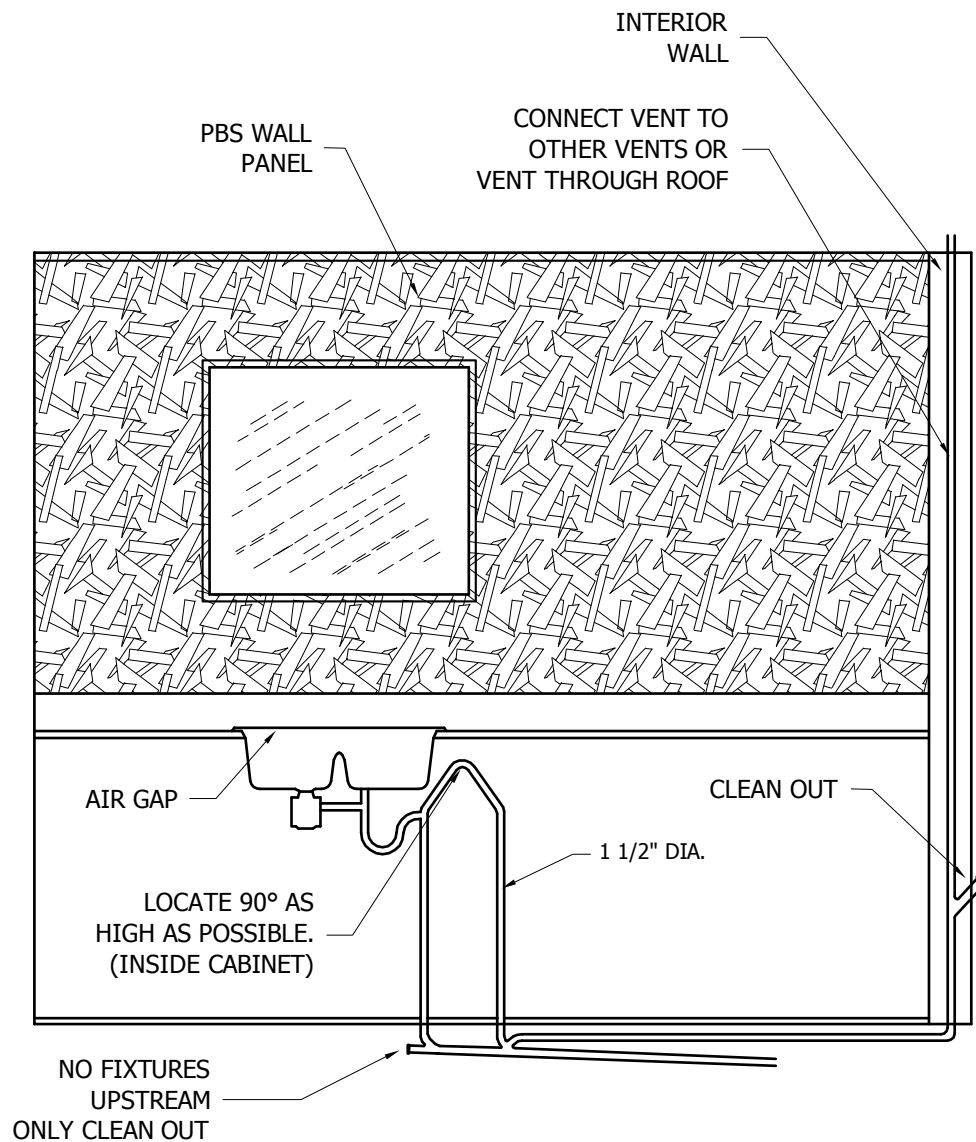 INTERIOR
WALL
CONNECT VENT TO
OTHER VENTS OR
VENT THROUGH ROOF
PBS WALL
PANEL
AIR GAP
CLEAN OUT
1 1/2" DIA.
LOCATE 90° AS
HIGH AS POSSIBLE.
(INSIDE CABINET)
NO FIXTURES
UPSTREAM
ONLY CLEAN OUT